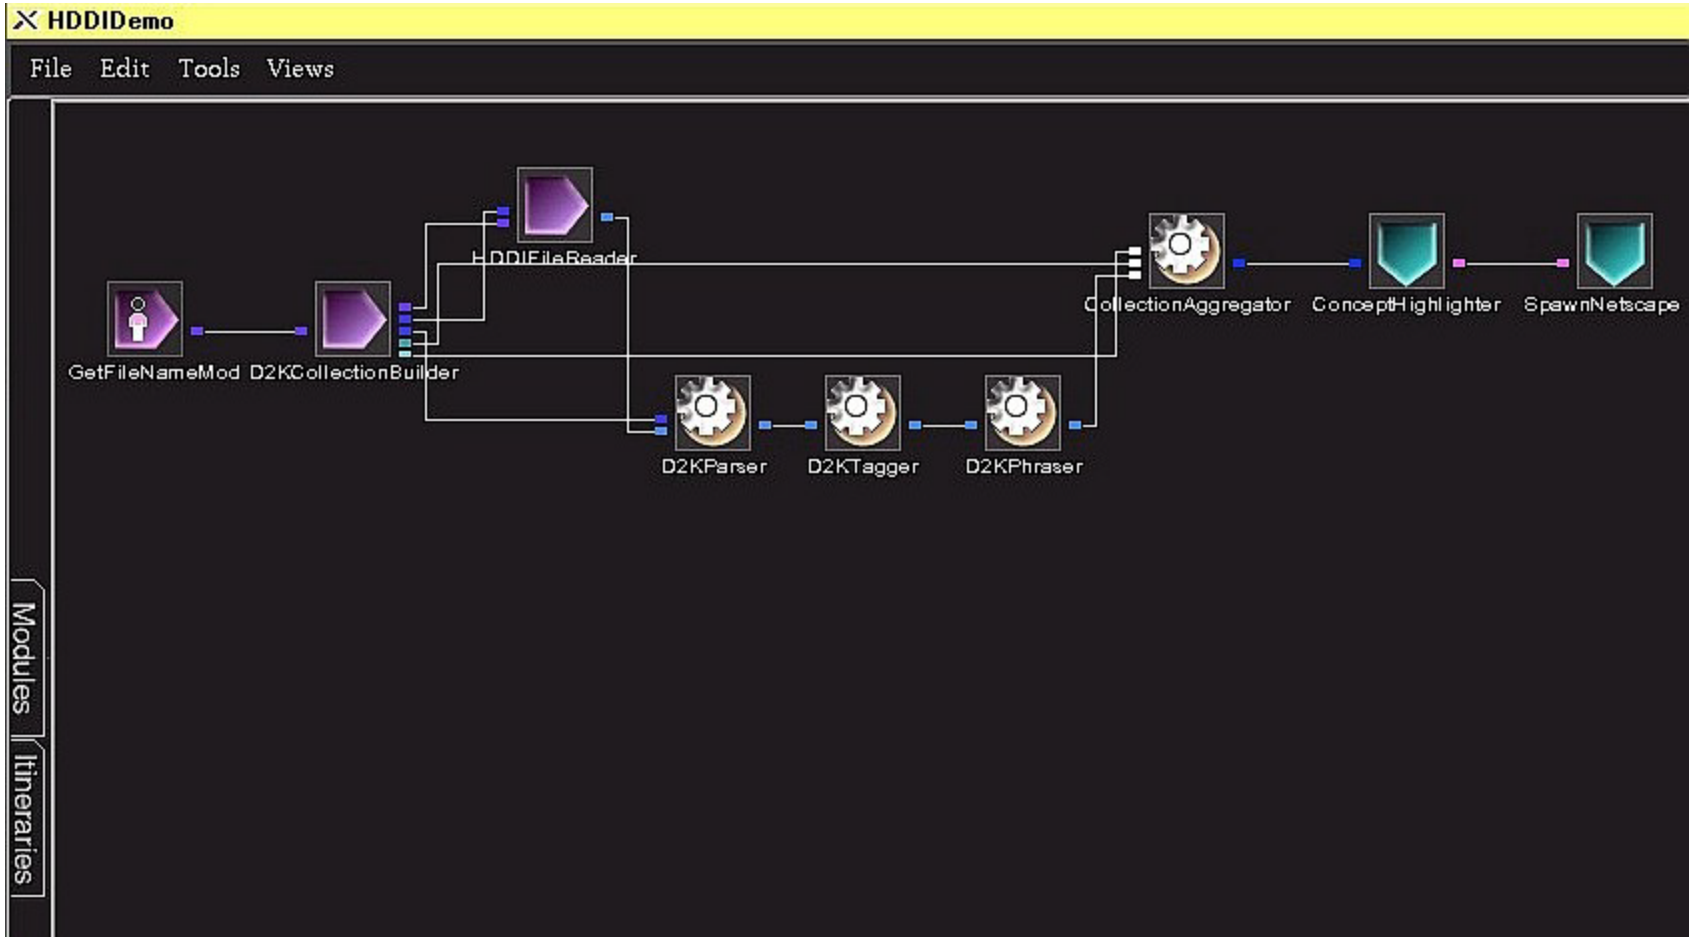 HDDIDemo
File Edit Tools Views
HDDIFileReader
CollectionAggregator ConceptHighlighter SpawnNetscape
GetFileNameMod D2KCollectionBuilder
D2KParser D2KTagger D2KPhraser
Modules
Itineraries